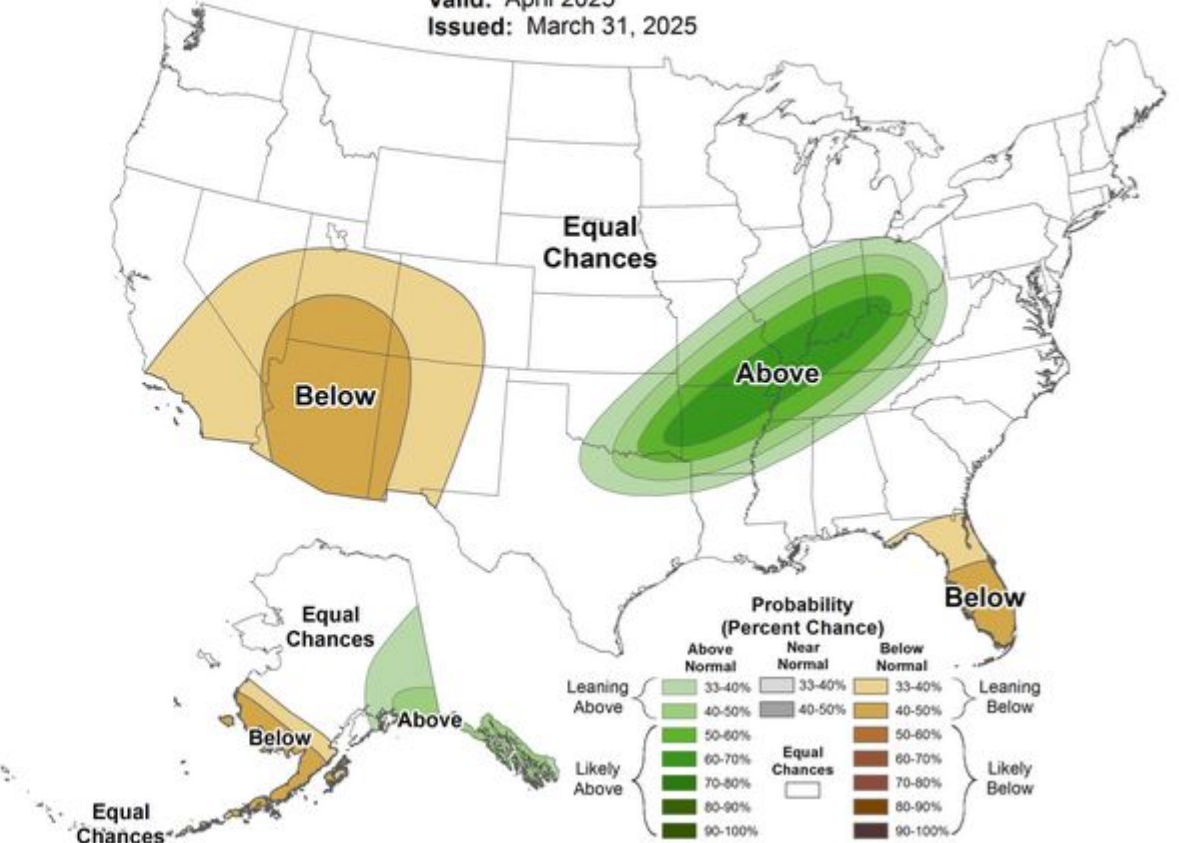 Valid: April 2025
Issued: March 31, 2025
Equal
Chances
Below
Above
Below
Equal
Chances
Above
Below
Equal
Chances
Probability
(Percent Chance)
Above
Normal
Near
Normal
Below
Normal
Leaning
Above
33-40%
33-40%
33-40%
Leaning
Below
40-50%
40-50%
40-50%
50-60%
50-60%
Likely
Above
60-70%
Equal
Chances
60-70%
Likely
Below
70-80%
70-80%
80-90%
80-90%
90-100%
90-100%